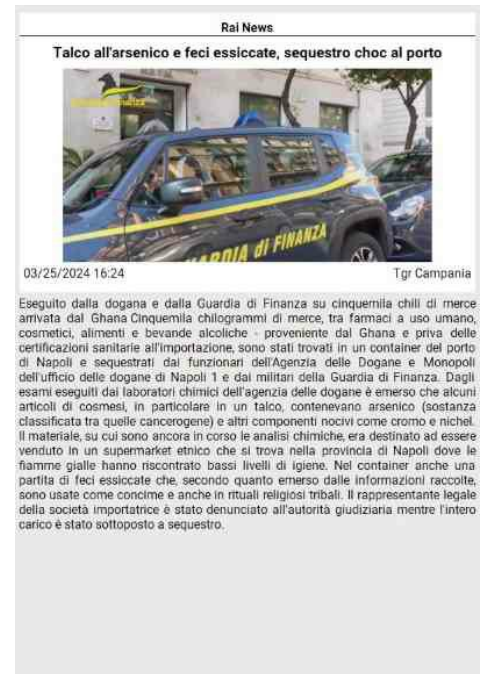 Rai News
Talco all'arsenico e feci essiccate, sequestro choc al porto
GUARDIA di FINANZA
03/25/2024 16:24
Tgr Campania
Eseguito dalla dogana e dalla Guardia di Finanza su cinquemila chili di merce
arrivata dal Ghana Cinquemila chilogrammi di merce, tra farmaci a uso umano,
cosmetici, alimenti e bevande alcoliche - proveniente dal Ghana e priva delle
certificazioni sanitarie all'importazione, sono stati trovati in un container del porto
di Napoli e sequestrati dai funzionari dell'Agenzia delle Dogane e Monopoli
dell'ufficio delle dogane di Napoli 1 e dai militari della Guardia di Finanza. Dagli
esami eseguiti dai laboratori chimici dell'agenzia delle dogane è emerso che alcuni
articoli di cosmesi, in particolare in un talco, contenevano arsenico (sostanza
classificata tra quelle cancerogene) e altri componenti nocivi come cromo e nichel.
Il materiale, su cui sono ancora in corso le analisi chimiche, era destinato ad essere
venduto in un supermarket etnico che si trova nella provincia di Napoli dove le
fiamme gialle hanno riscontrato bassi livelli di igiene. Nel container anche una
partita di feci essiccate che, secondo quanto emerso dalle informazioni raccolte,
sono usate come concime e anche in rituali religiosi tribali. Il rappresentante legale
della società importatrice è stato denunciato all'autorità giudiziaria mentre l'intero
carico è stato sottoposto a sequestro.